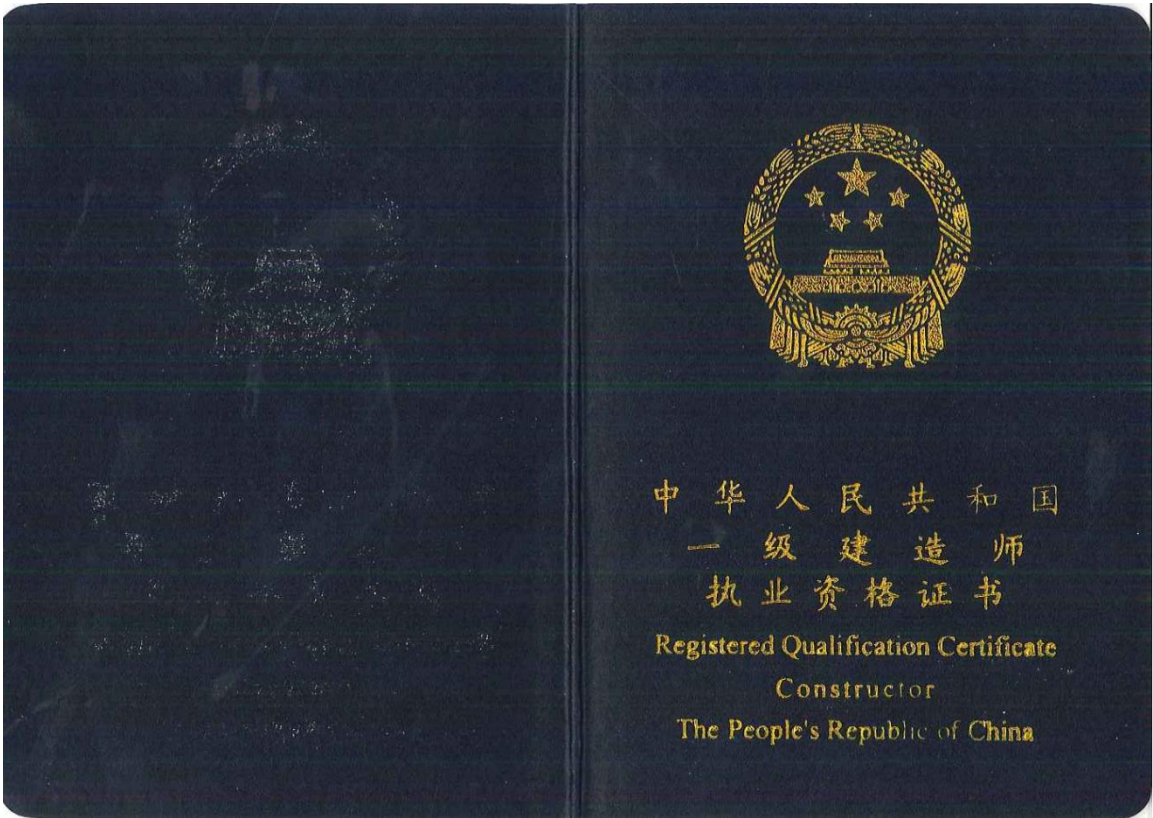 中华人民共和国
一级建造师
执业资格证书
Registered Qualification Certificate
Constructor
The People's Republic of China